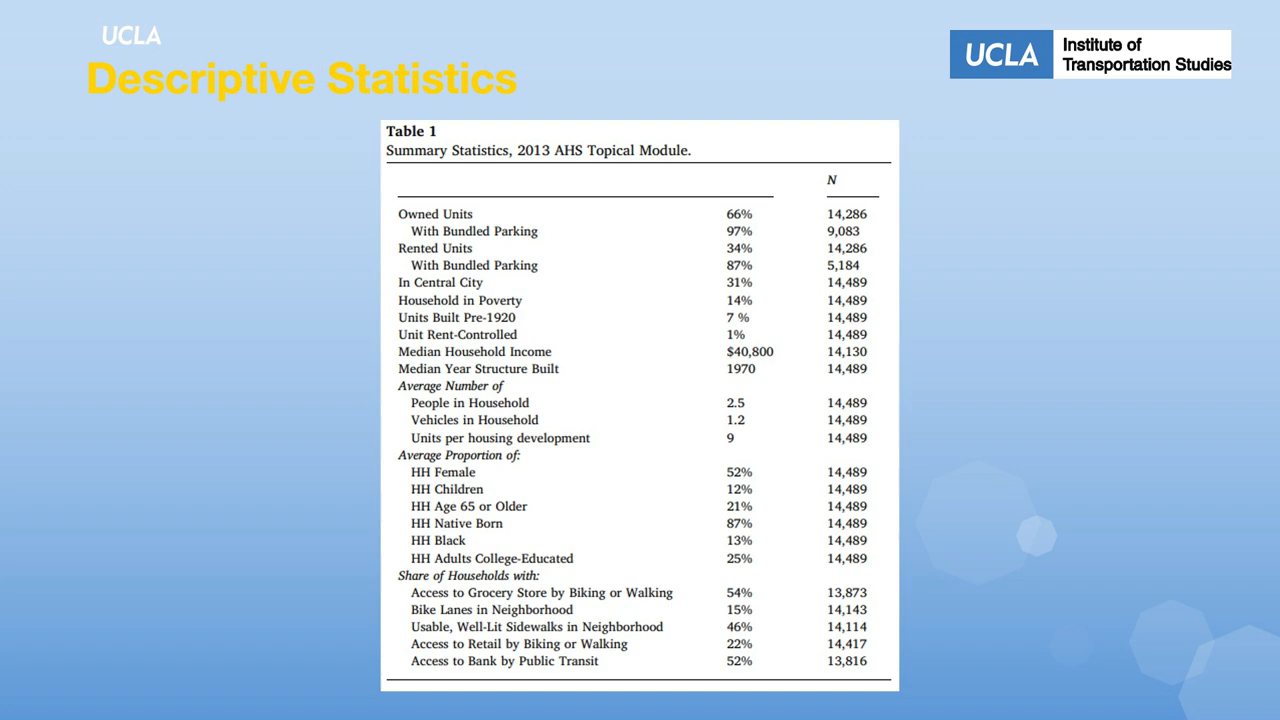 UCLA
Descriptive Statistics
UCLA Institute of
Transportation Studies
Table 1
Summary Statistics, 2013 AHS Topical Module.
N
Owned Units 66% 14,286
With Bundled Parking 97% 9,083
Rented Units 34% 14,286
With Bundled Parking 87% 5,184
In Central City 31% 14,489
Household in Poverty 14% 14,489
Units Built Pre-1920 7 % 14,489
Unit Rent-Controlled 1% 14,489
Median Household Income $40,800 14,130
Median Year Structure Built 1970 14,489
Average Number of
People in Household 2.5 14,489
Vehicles in Household 1.2 14,489
Units per housing development 9 14,489
Average Proportion of:
HH Female 52% 14,489
HH Children 12% 14,489
HH Age 65 or Older 21% 14,489
HH Native Born 87% 14,489
HH Black 13% 14,489
HH Adults College-Educated 25% 14,489
Share of Households with:
Access to Grocery Store by Biking or Walking 54% 13,873
Bike Lanes in Neighborhood 15% 14,143
Usable, Well-Lit Sidewalks in Neighborhood 46% 14,114
Access to Retail by Biking or Walking 22% 14,417
Access to Bank by Public Transit 52% 13,816